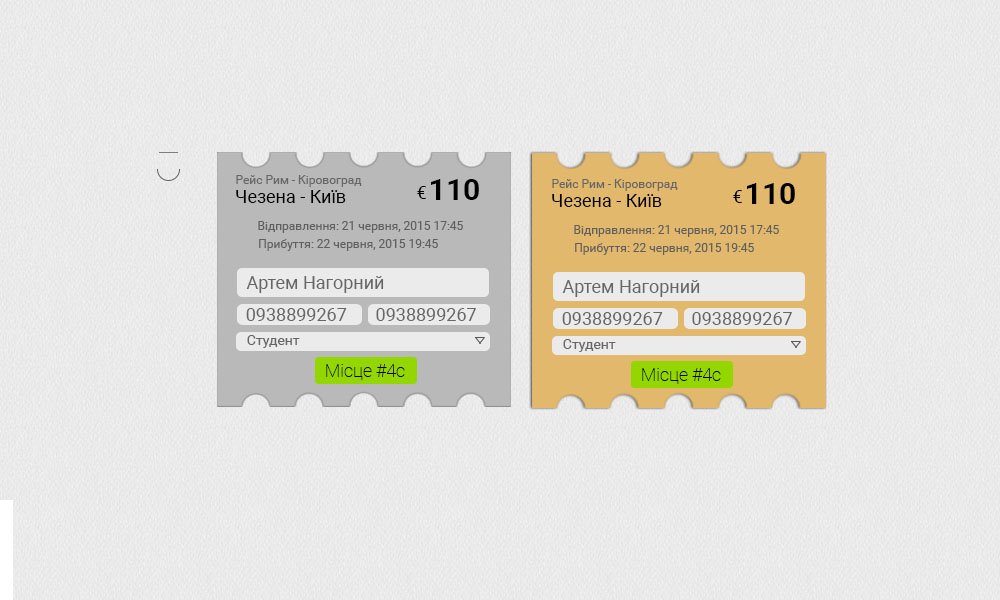 Рейс Рим - Кіровоград
Чезена - Київ
€ 110
Відправлення: 21 червня, 2015 17:45
Прибуття: 22 червня, 2015 19:45
Артем Нагорний
0938899267 0938899267
Студент
Місце #4с
Рейс Рим - Кіровоград
Чезена - Київ
€ 110
Відправлення: 21 червня, 2015 17:45
Прибуття: 22 червня, 2015 19:45
Артем Нагорний
0938899267 0938899267
Студент
Місце #4с